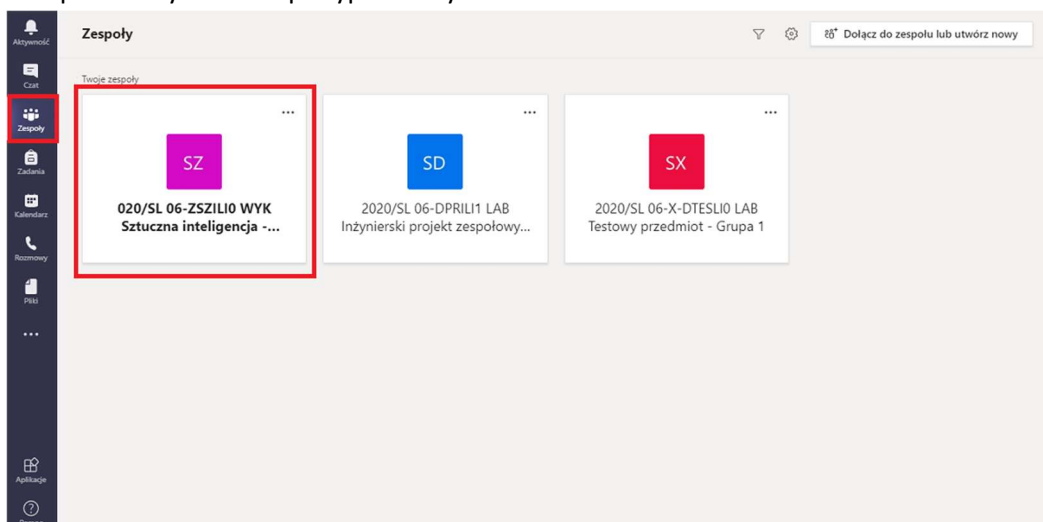 Zespoły
Dołącz do zespołu lub utwórz nowy
Aktywność
Czat
Zespoły
Zadania
Kalendarz
Rozmowy
Pliki
Aplikacje
Twoje zespoły
SZ
020/SL 06-ZSZILI0 WYK
Sztuczna inteligencja -...
SD
2020/SL 06-DPRILI1 LAB
Inżynierski projekt zespołowy...
SX
2020/SL 06-X-DTESLI0 LAB
Testowy przedmiot - Grupa 1